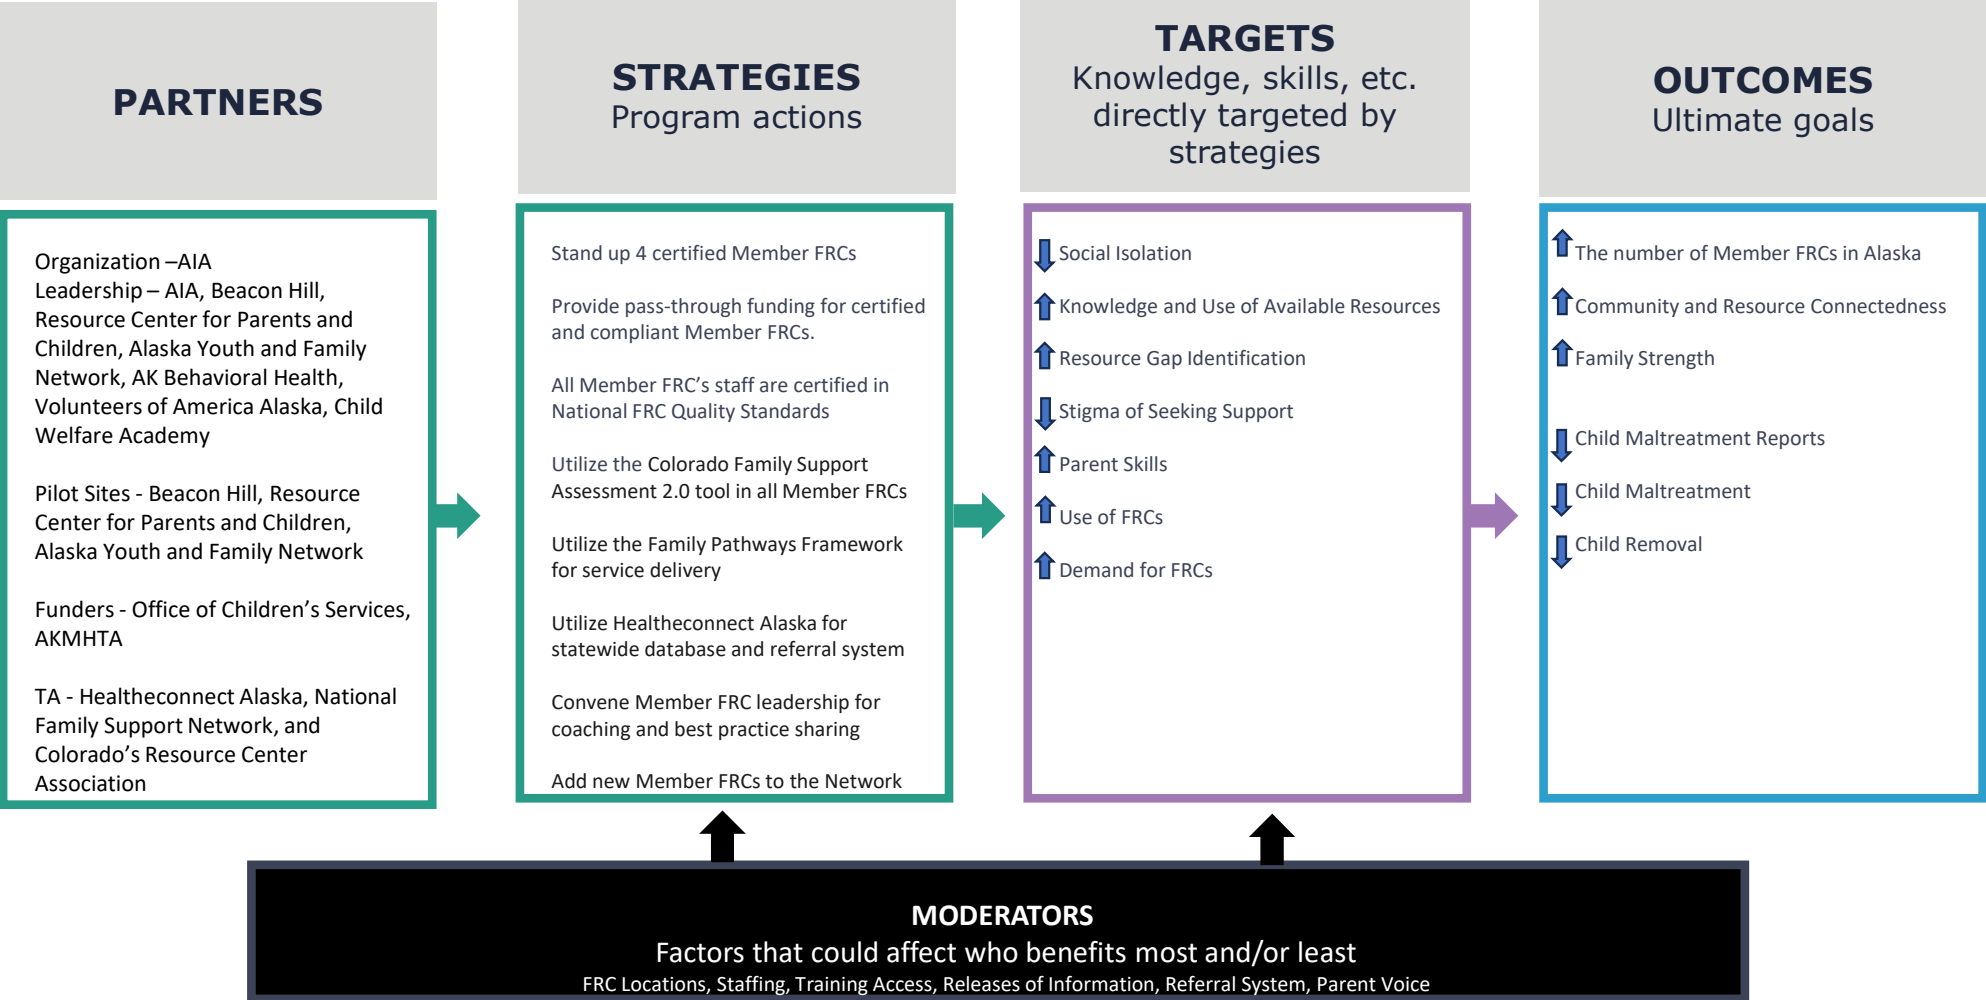 PARTNERS
Organization –AIA
Leadership – AIA, Beacon Hill,
Resource Center for Parents and
Children, Alaska Youth and Family
Network, AK Behavioral Health,
Volunteers of America Alaska, Child
Welfare Academy
Pilot Sites - Beacon Hill, Resource
Center for Parents and Children,
Alaska Youth and Family Network
Funders - Office of Children’s Services,
AKMHTA
TA - Healtheconnect Alaska, National
Family Support Network, and
Colorado’s Resource Center
Association
STRATEGIES
Program actions
Stand up 4 certified Member FRCs
Provide pass-through funding for certified
and compliant Member FRCs.
All Member FRC’s staff are certified in
National FRC Quality Standards
Utilize the Colorado Family Support
Assessment 2.0 tool in all Member FRCs
Utilize the Family Pathways Framework
for service delivery
Utilize Healtheconnect Alaska for
statewide database and referral system
Convene Member FRC leadership for
coaching and best practice sharing
Add new Member FRCs to the Network
TARGETS
Knowledge, skills, etc.
directly targeted by
strategies
Social Isolation
Knowledge and Use of Available Resources
Resource Gap Identification
Stigma of Seeking Support
Parent Skills
Use of FRCs
Demand for FRCs
OUTCOMES
Ultimate goals
The number of Member FRCs in Alaska
Community and Resource Connectedness
Family Strength
Child Maltreatment Reports
Child Maltreatment
Child Removal
MODERATORS
Factors that could affect who benefits most and/or least
FRC Locations, Staffing, Training Access, Releases of Information, Referral System, Parent Voice